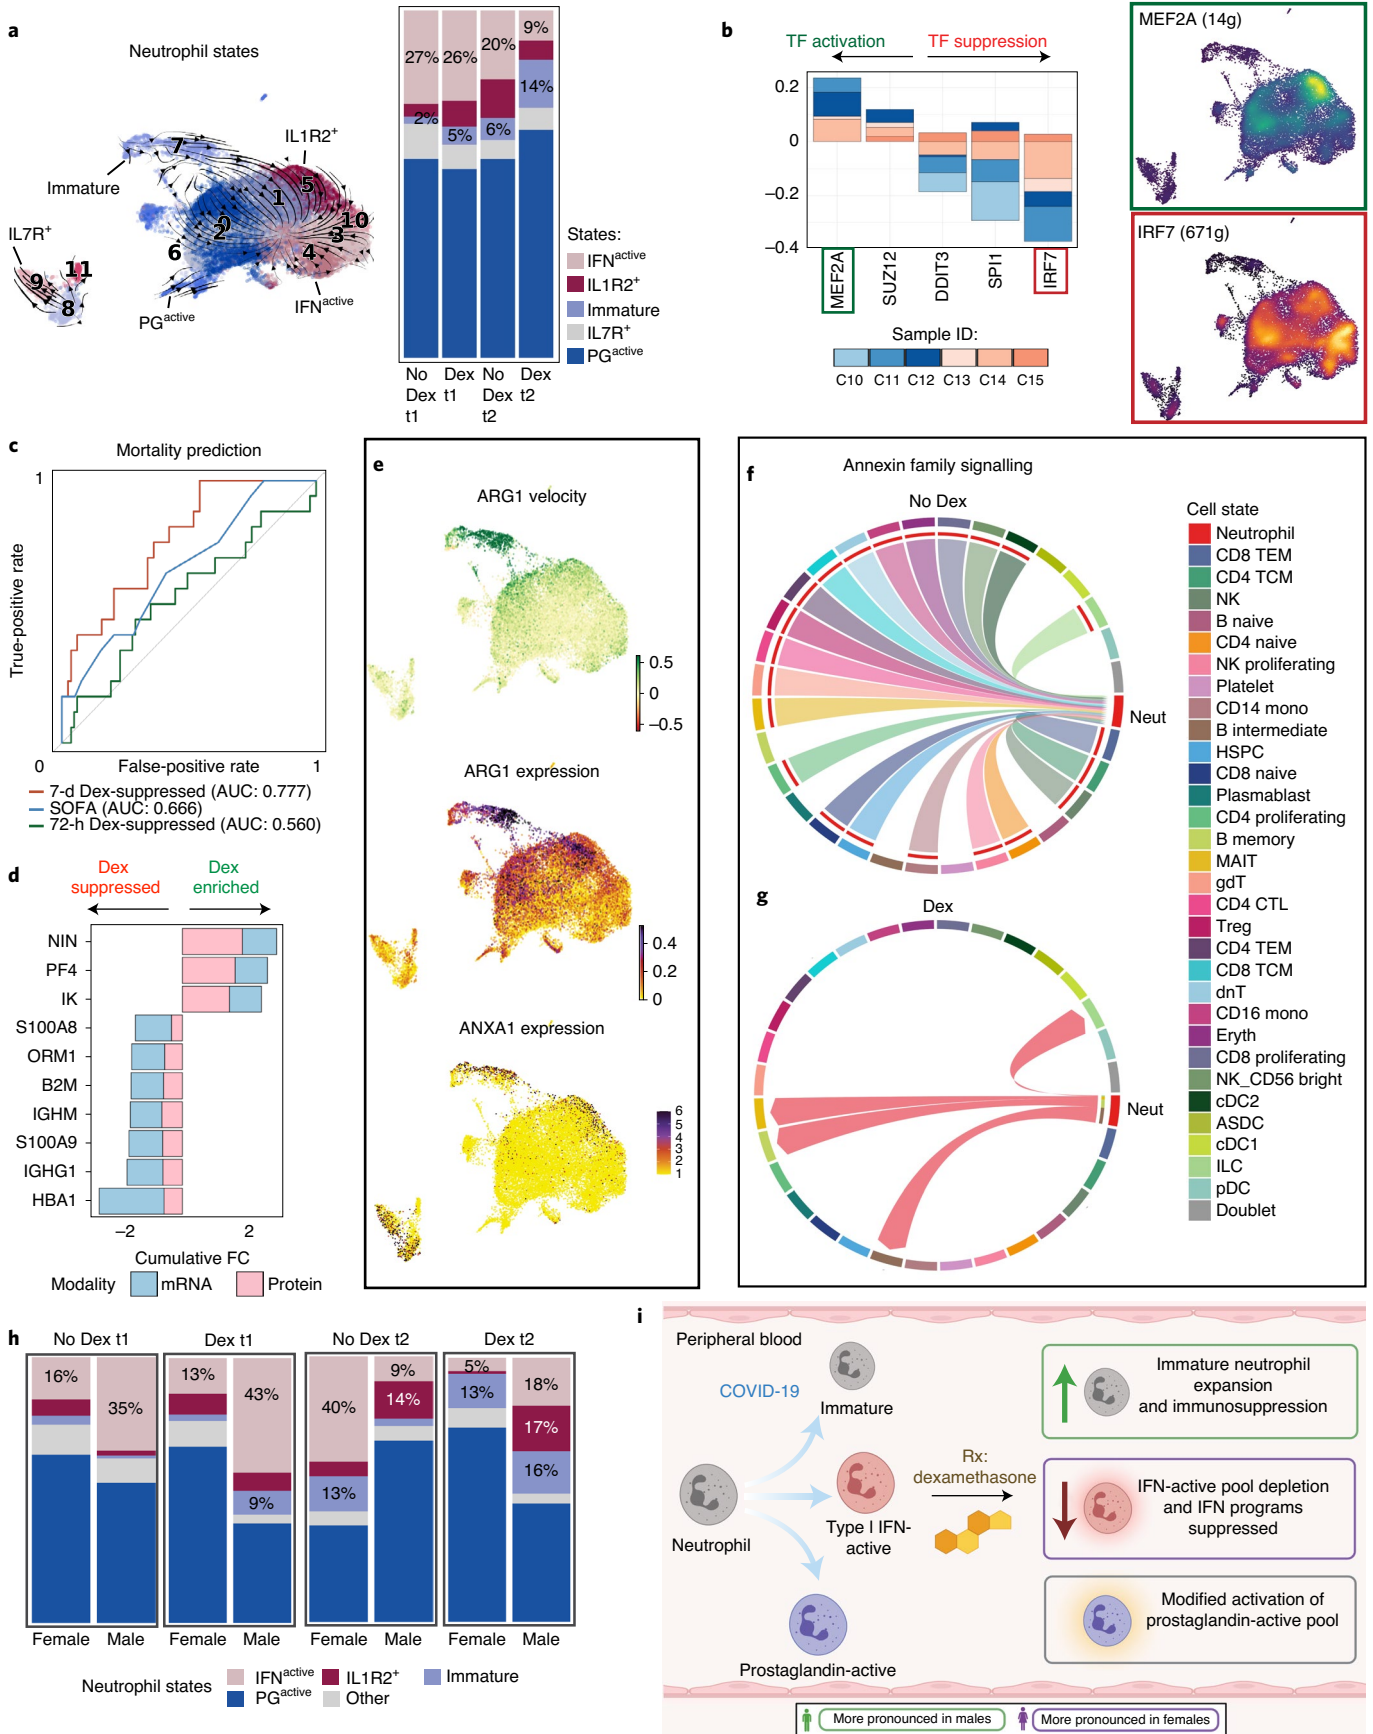 a
Neutrophil states
7
IL1R2⁺
Immature
5
1
10
0
2
3
IL7R⁺
6
4
11
9
8
PGactive
IFNactive
27%
26%
20%
9%
2%
5%
6%
14%
No Dex t1
Dex t1
No Dex t2
Dex t2
States:
IFNactive
IL1R2⁺
Immature
IL7R⁺
PGactive
b
TF activation
TF suppression
0.2
0
−0.2
−0.4
MEF2A
SUZ12
DDIT3
SPI1
IRF7
Sample ID:
C10 C11 C12 C13 C14 C15
MEF2A (14g)
IRF7 (671g)
c
Mortality prediction
1
True-positive rate
0
False-positive rate
1
7-d Dex-suppressed (AUC: 0.777)
SOFA (AUC: 0.666)
72-h Dex-suppressed (AUC: 0.560)
d
Dex suppressed
Dex enriched
NIN
PF4
IK
S100A8
ORM1
B2M
IGHM
S100A9
IGHG1
HBA1
−2
2
Cumulative FC
Modality
mRNA
Protein
e
ARG1 velocity
0.5
0
−0.5
ARG1 expression
0.4
0.2
0
ANXA1 expression
6
5
4
3
2
1
f
Annexin family signalling
No Dex
Neut
g
Dex
Neut
Cell state
Neutrophil
CD8 TEM
CD4 TCM
NK
B naive
CD4 naive
NK proliferating
Platelet
CD14 mono
B intermediate
HSPC
CD8 naive
Plasmablast
CD4 proliferating
B memory
MAIT
gdT
CD4 CTL
Treg
CD4 TEM
CD8 TCM
dnT
CD16 mono
Eryth
CD8 proliferating
NK_CD56 bright
cDC2
ASDC
cDC1
ILC
pDC
Doublet
h
No Dex t1
Dex t1
No Dex t2
Dex t2
16%
35%
13%
43%
9%
40%
13%
9%
14%
5%
13%
18%
17%
16%
Female Male
Female Male
Female Male
Female Male
Neutrophil states
IFNactive
IL1R2⁺
Immature
PGactive
Other
i
Peripheral blood
COVID-19
Immature
Neutrophil
Type I IFN-
active
Prostaglandin-active
Rx:
dexamethasone
Immature neutrophil
expansion
and immunosuppression
IFN-active pool depletion
and IFN programs
suppressed
Modified activation of
prostaglandin-active pool
More pronounced in males
More pronounced in females